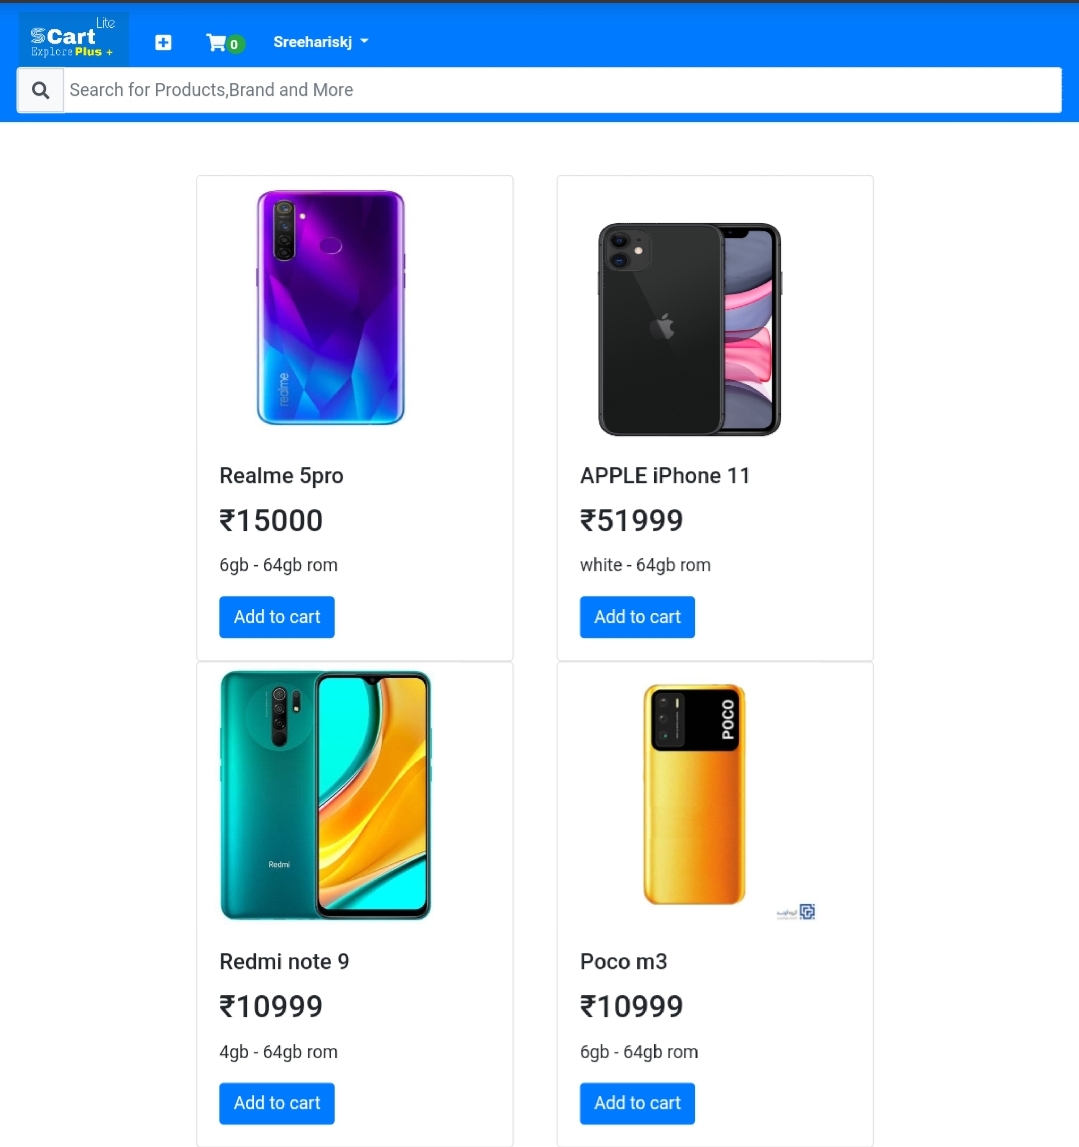 Lite
SCart
Explore Plus +
0
Sreehariskj
Search for Products,Brand and More
realme
Realme 5pro
₹15000
6gb - 64gb rom
Add to cart
APPLE iPhone 11
₹51999
white - 64gb rom
Add to cart
Redmi
Redmi note 9
₹10999
4gb - 64gb rom
Add to cart
POCO
Poco m3
₹10999
6gb - 64gb rom
Add to cart